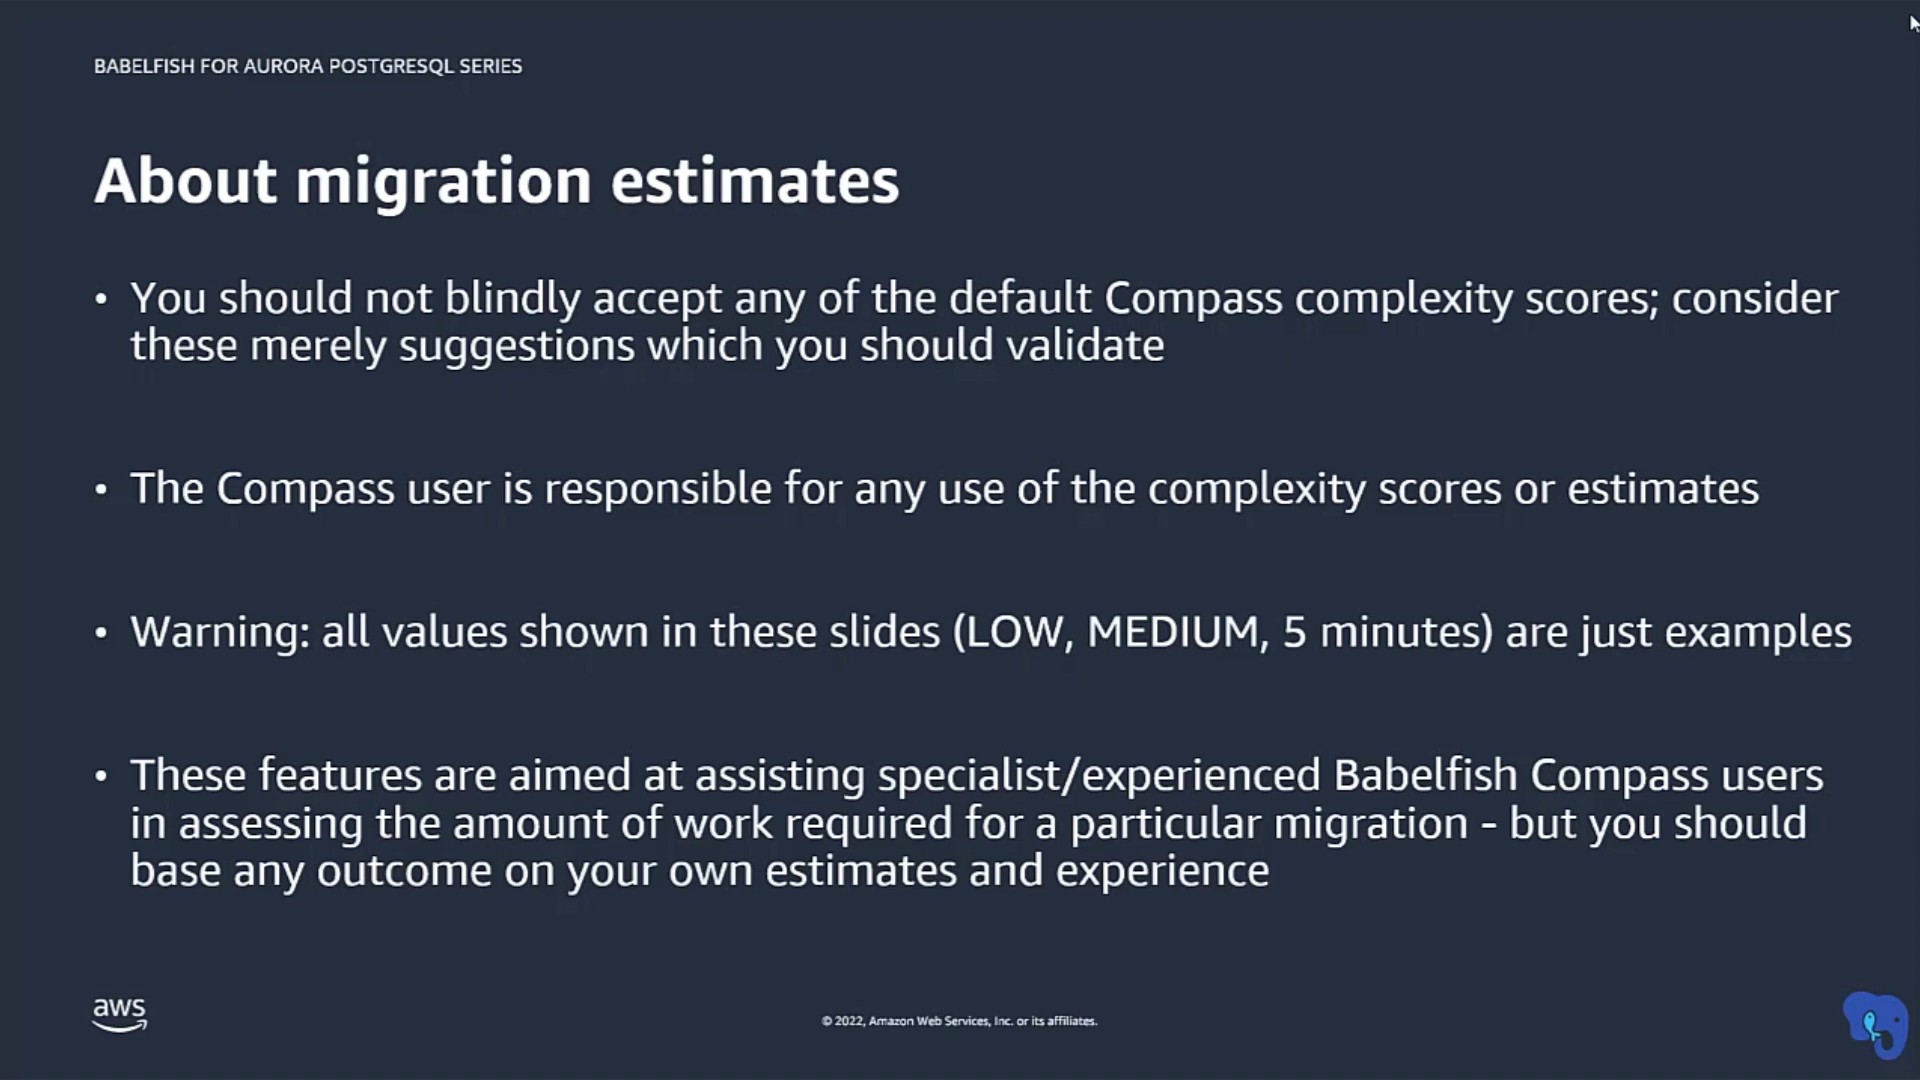 BABELFISH FOR AURORA POSTGRESQL SERIES
About migration estimates
• You should not blindly accept any of the default Compass complexity scores; consider
these merely suggestions which you should validate
• The Compass user is responsible for any use of the complexity scores or estimates
• Warning: all values shown in these slides (LOW, MEDIUM, 5 minutes) are just examples
• These features are aimed at assisting specialist/experienced Babelfish Compass users
in assessing the amount of work required for a particular migration - but you should
base any outcome on your own estimates and experience
aws
© 2022, Amazon Web Services, Inc. or its affiliates.